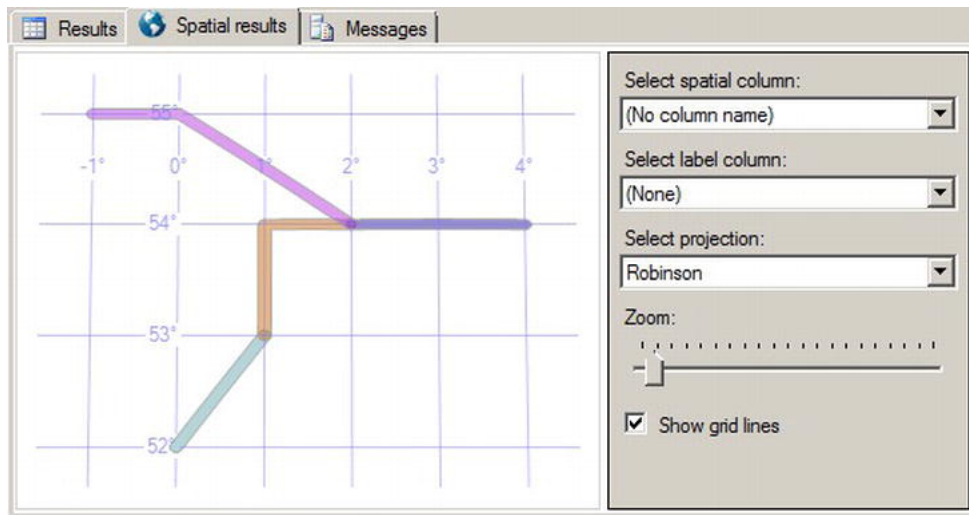 Results Spatial results Messages
55°
-1° 0° 1° 2° 3° 4°
54°
53°
52°
Select spatial column:
(No column name)
Select label column:
(None)
Select projection:
Robinson
Zoom:
Show grid lines